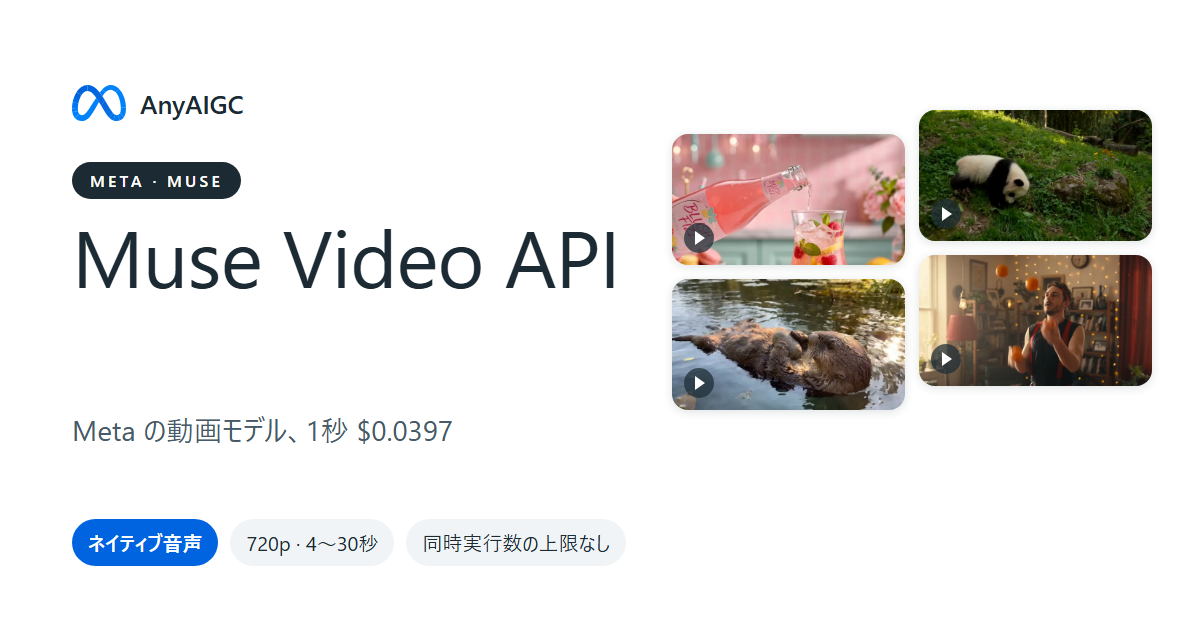 AnyAIGC
META · MUSE
Muse Video API
Meta の動画モデル、1秒 $0.0397
ネイティブ音声
720p · 4〜30秒
同時実行数の上限なし